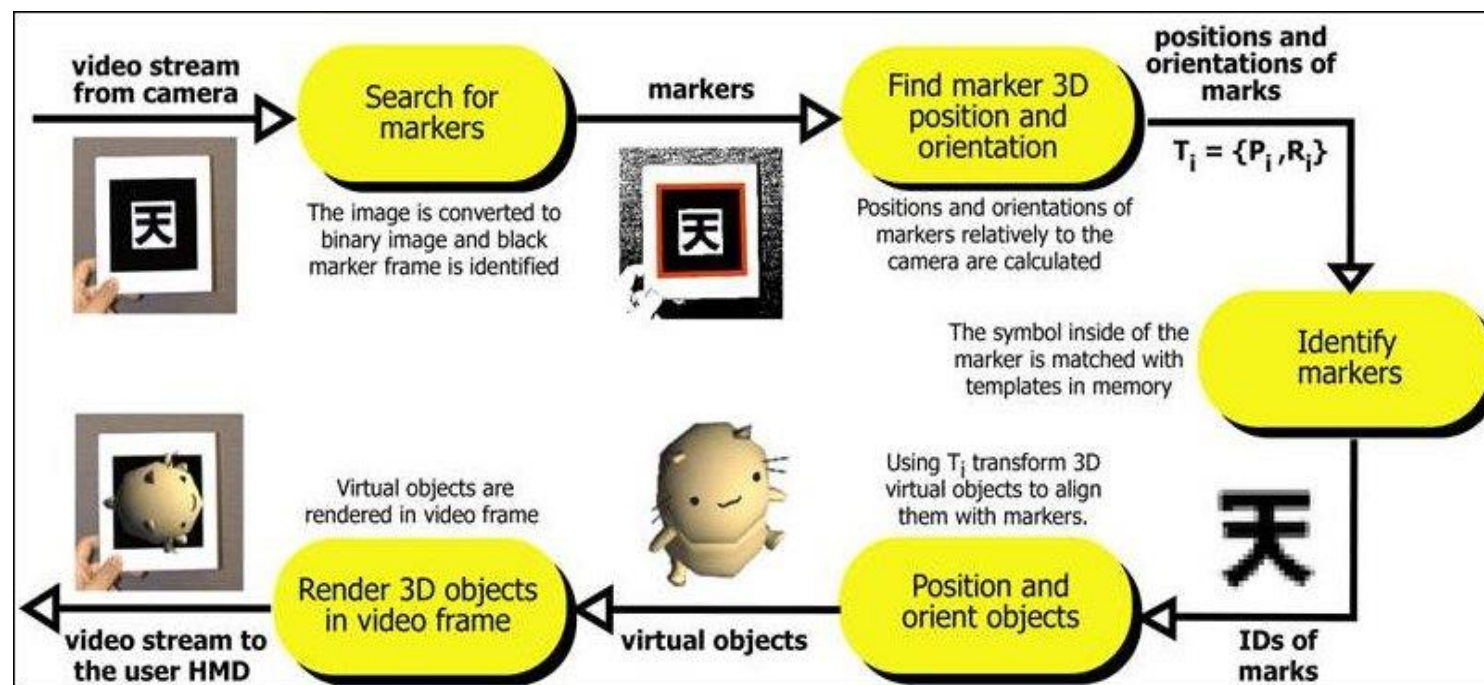 video stream
from camera
Search for
markers
The image is converted to
binary image and black
marker frame is identified
天
markers
天
Find marker 3D
position and
orientation
Positions and orientations of
markers relatively to the
camera are calculated
positions and
orientations of
marks
T_i = {P_i ,R_i}
Identify
markers
The symbol inside of the
marker is matched with
templates in memory
天
IDs of
marks
Position and
orient objects
Using T_i transform 3D
virtual objects to align
them with markers.
virtual objects
Render 3D objects
in video frame
Virtual objects are
rendered in video frame
video stream to
the user HMD